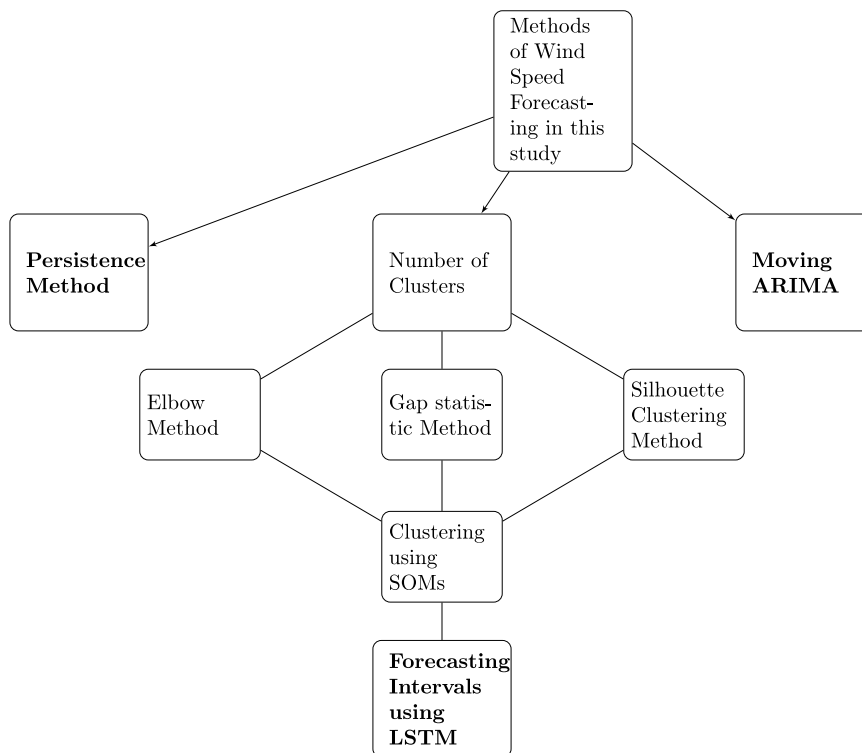 Methods
of Wind
Speed
Forecast-
ing in this
study
Persistence
Method
Number of
Clusters
Moving
ARIMA
Elbow
Method
Gap statis-
tic Method
Silhouette
Clustering
Method
Clustering
using
SOMs
Forecasting
Intervals
using
LSTM